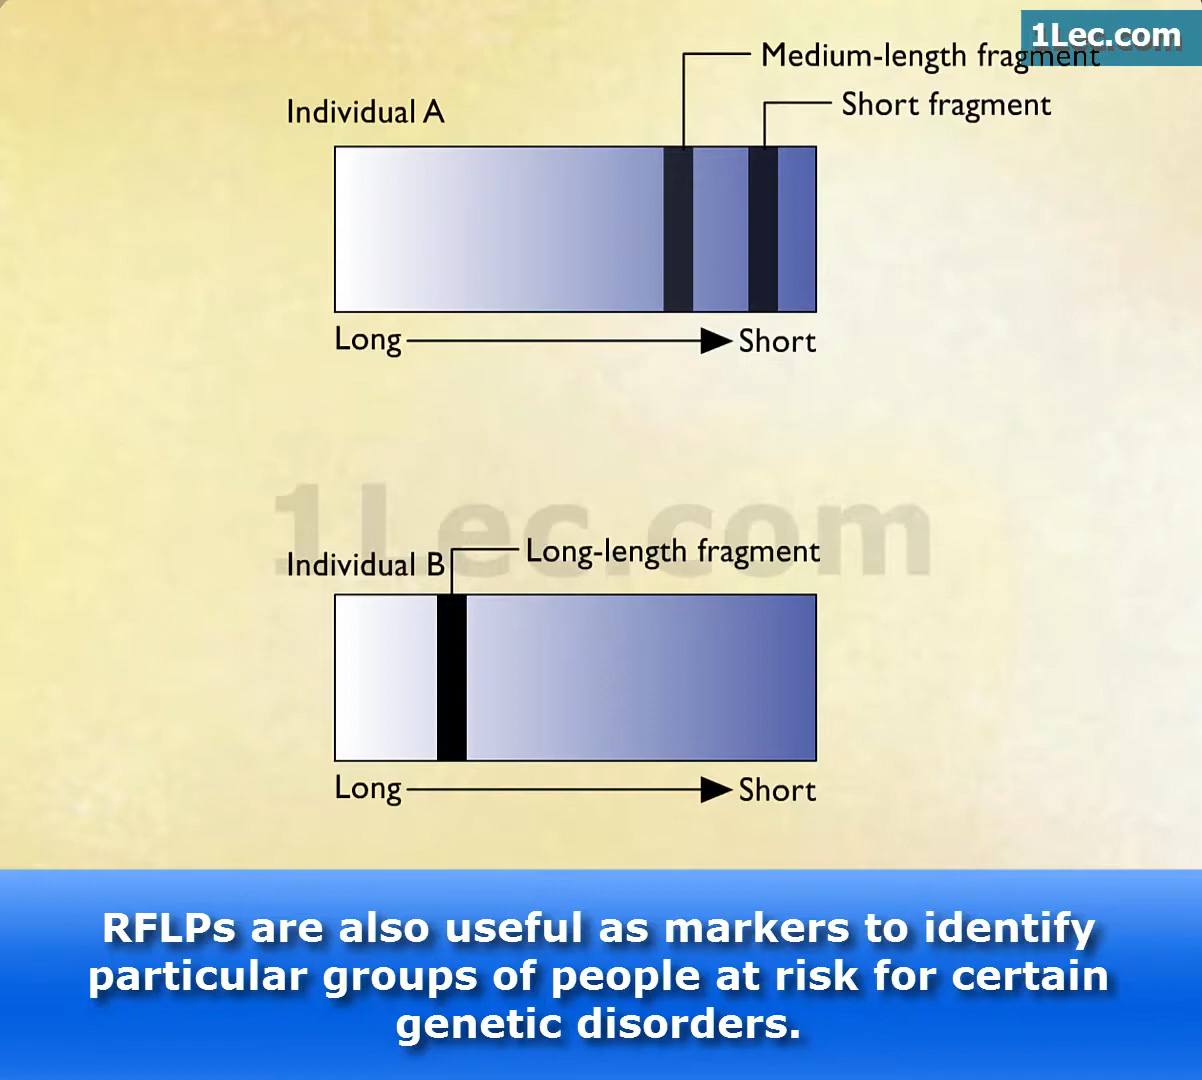 1Lec.com
Medium-length fragment
Short fragment
Individual A
Long
Short
1Lec.com
Long-length fragment
Individual B
Long
Short
RFLPs are also useful as markers to identify
particular groups of people at risk for certain
genetic disorders.